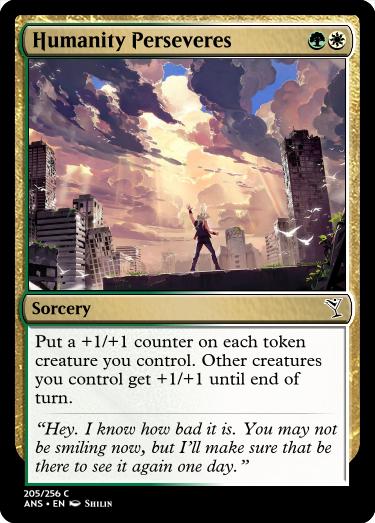 Humanity Perseveres
Sorcery
Put a +1/+1 counter on each token
creature you control. Other creatures
you control get +1/+1 until end of
turn.
“Hey. I know how bad it is. You may not
be smiling now, but I’ll make sure that be
there to see it again one day.”
205/256 C
ANS • EN Shilin